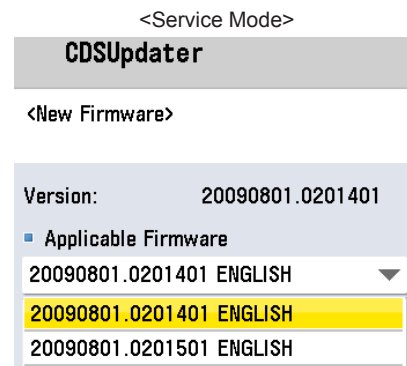 <Service Mode>
CDSUpdater
<New Firmware>
Version: 20090801.0201401
Applicable Firmware
20090801.0201401 ENGLISH
20090801.0201401 ENGLISH
20090801.0201501 ENGLISH